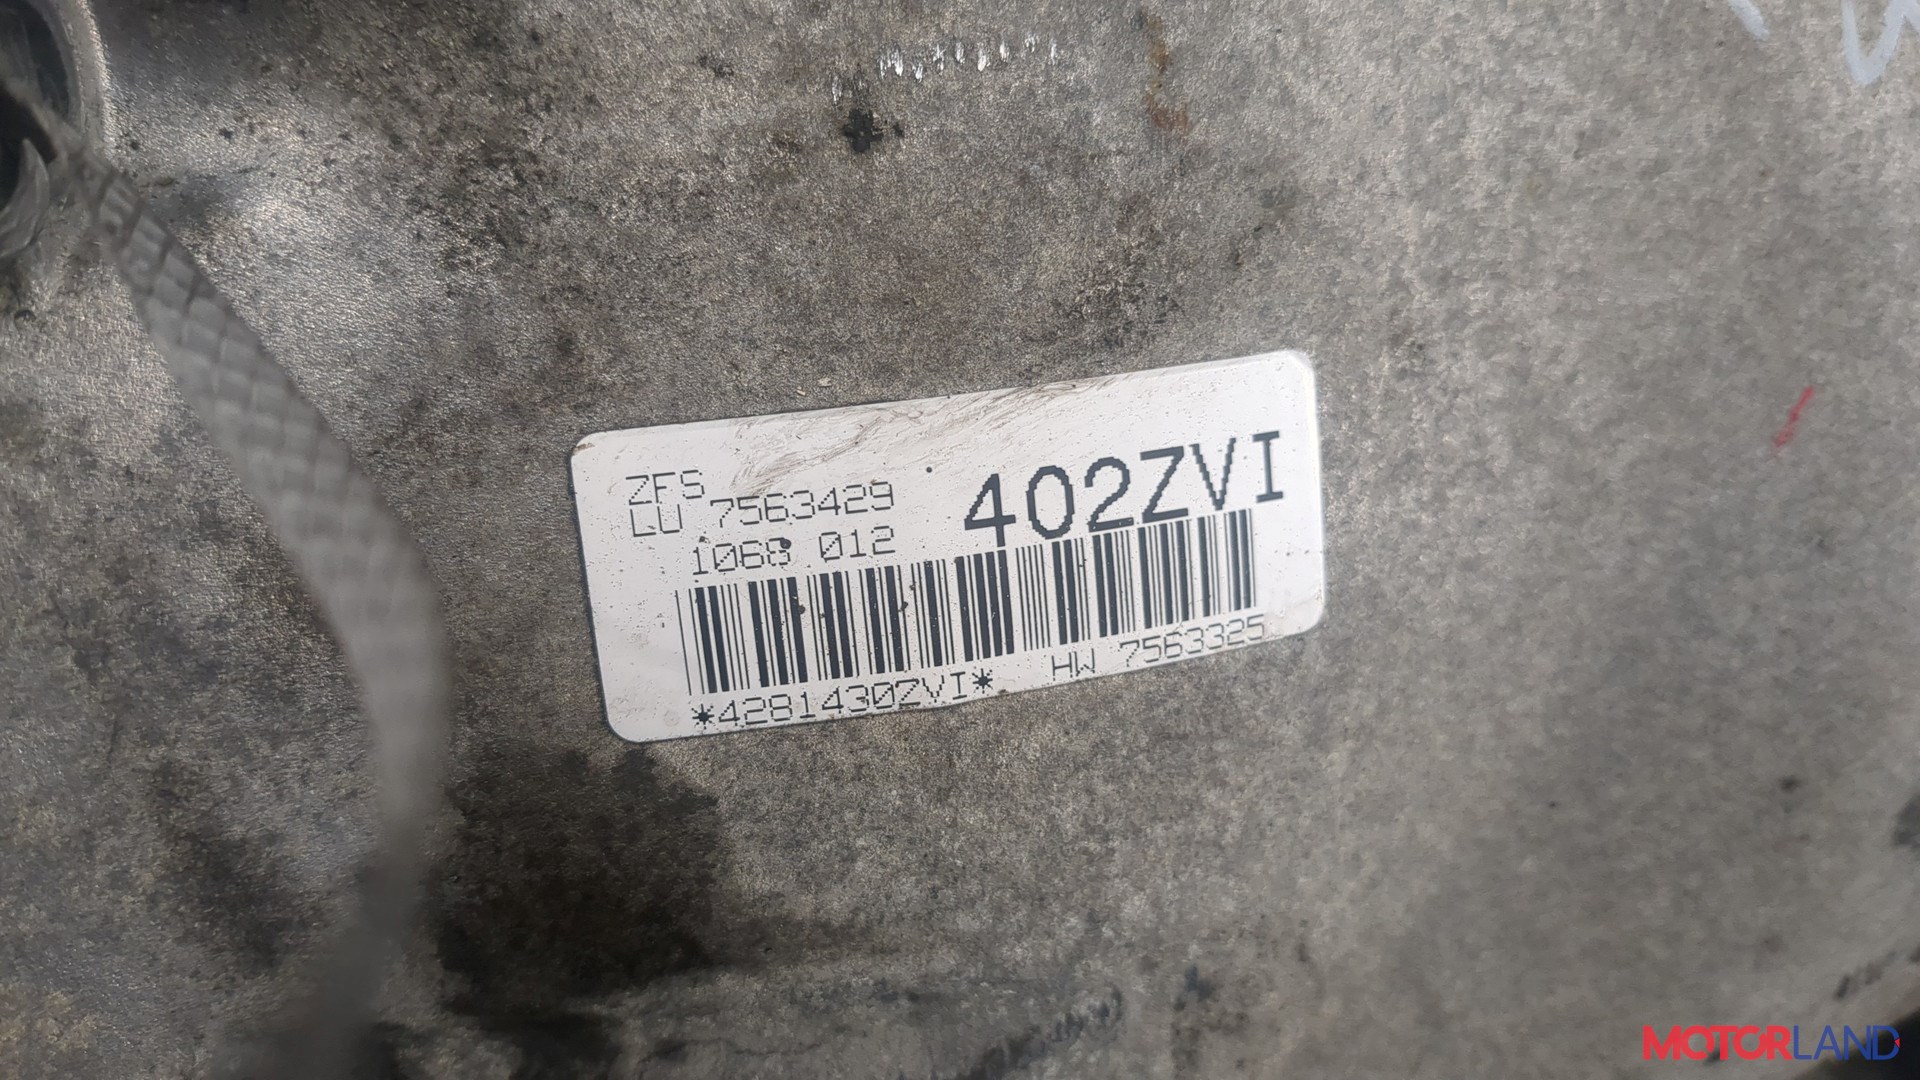 ZFS
LU 7563429
1068 012
402ZVI
*4281430ZVI* HW 7563325
MOTORLAND